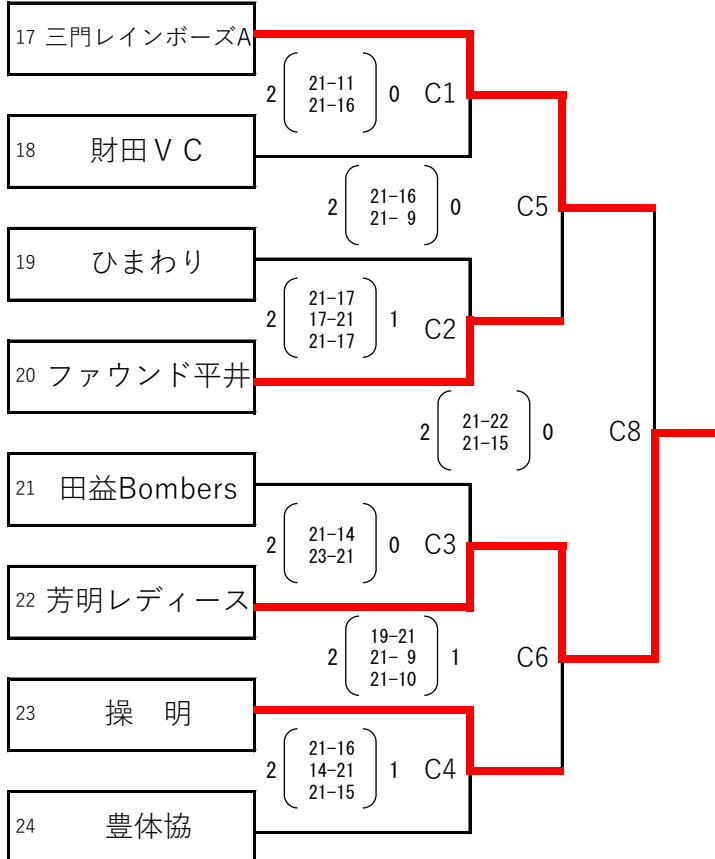 17 三門レインボーズA
2 21-11 0 C1
21-16
18 財田ＶＣ
2 21-16 0 C5
21- 9
19 ひまわり
2 21-17 1 C2
17-21
21-17
20 ファウンド平井
2 21-22 0 C8
21-15
21 田益Bombers
2 21-14 0 C3
23-21
22 芳明レディース
2 19-21 1 C6
21- 9
21-10
23 操　明
2 21-16 1 C4
14-21
21-15
24 豊体協